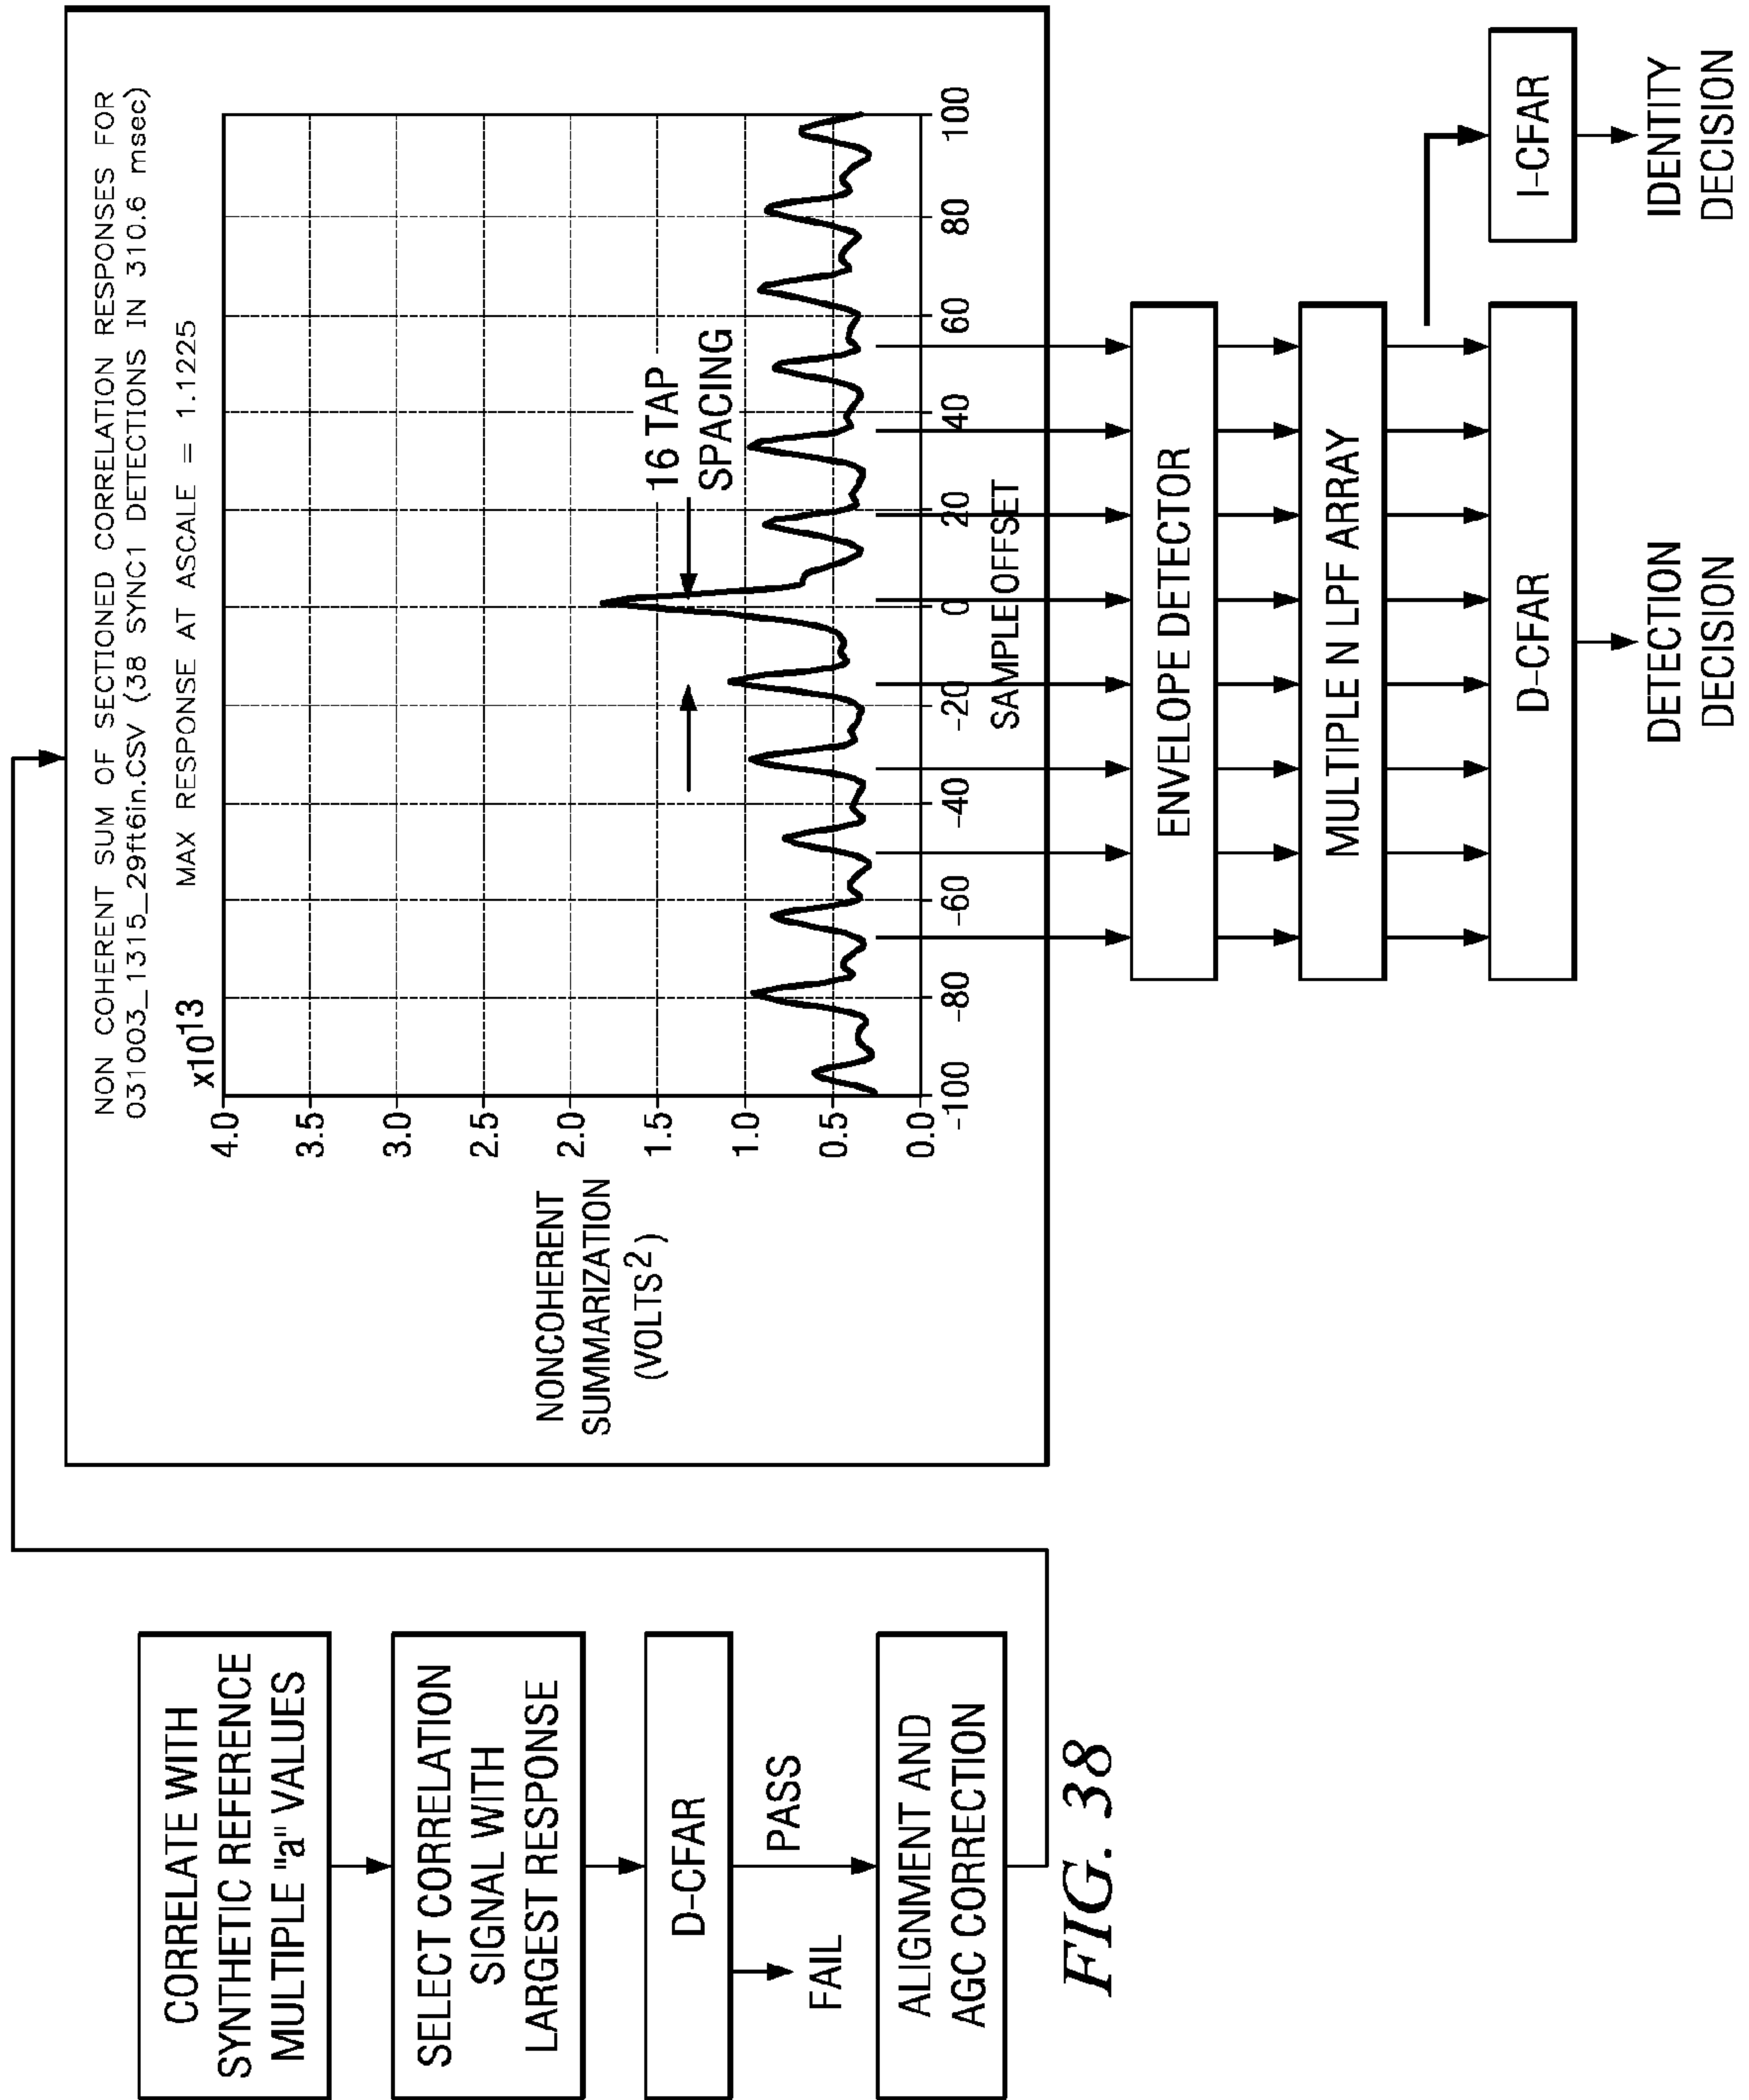 CORRELATE WITH
SYNTHETIC REFERENCE
MULTIPLE "a" VALUES
SELECT CORRELATION
SIGNAL WITH
LARGEST RESPONSE
D-CFAR
FAIL
PASS
ALIGNMENT AND
AGC CORRECTION
FIG. 38
NON COHERENT SUM OF SECTIONED CORRELATION RESPONSES FOR
031003_1315_29ft6in.CSV (38 SYNC1 DETECTIONS IN 310.6 msec)
MAX RESPONSE AT ASCALE = 1.1225
x10^13
4.0
3.5
3.0
2.5
2.0
1.5
1.0
0.5
0.0
NONCOHERENT
SUMMARIZATION
(VOLTS²)
16 TAP
SPACING
-100 -80 -60 -40 -20 0 20 40 60 80 100
SAMPLE OFFSET
ENVELOPE DETECTOR
MULTIPLE N LPF ARRAY
D-CFAR
I-CFAR
DETECTION
DECISION
IDENTITY
DECISION